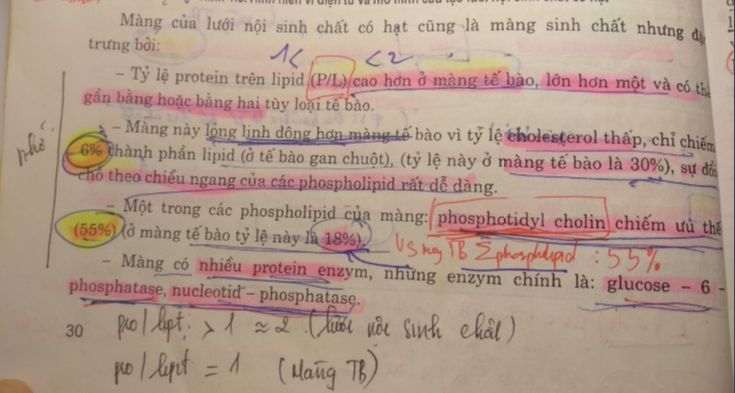 Màng của lưới nội sinh chất có hạt cũng là màng sinh chất nhưng đặc
trưng bởi:
1< <2
– Tỷ lệ protein trên lipid (P/L) cao hơn ở màng tế bào, lớn hơn một và có thể
gần bằng hoặc bằng hai tùy loại tế bào.
– Màng này lỏng linh động hơn màng tế bào vì tỷ lệ cholesterol thấp, chỉ chiếm
phó
6% thành phần lipid (ở tế bào gan chuột), (tỷ lệ này ở màng tế bào là 30%), sự đổi
chỗ theo chiều ngang của các phospholipid rất dễ dàng.
– Một trong các phospholipid của màng: phosphotidyl cholin chiếm ưu thế
(55%) (ở màng tế bào tỷ lệ này là 18%).
VS mg TB Σphospholipid : 55%
– Màng có nhiều protein enzym, những enzym chính là: glucose – 6 –
phosphatase, nucleotid – phosphatase.
30
pro/lipt: > 1 ≈ 2 (lưới nội sinh chất)
pro/lipit = 1 (Màng TB)